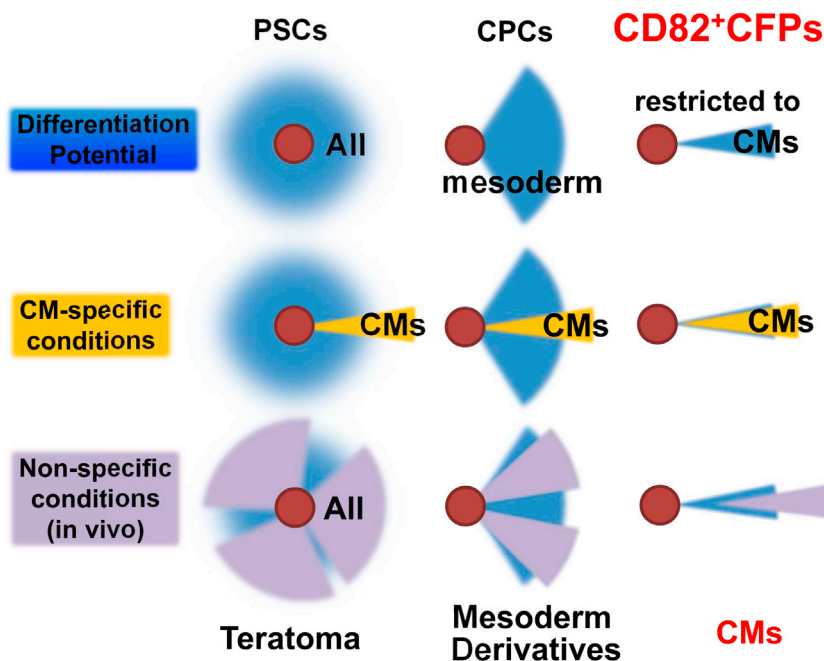 PSCs
CPCs
CD82⁺CFPs
Differentiation
Potential
All
mesoderm
restricted to
CMs
CM-specific
conditions
CMs
CMs
CMs
Non-specific
conditions
(in vivo)
All
Teratoma
Mesoderm
Derivatives
CMs